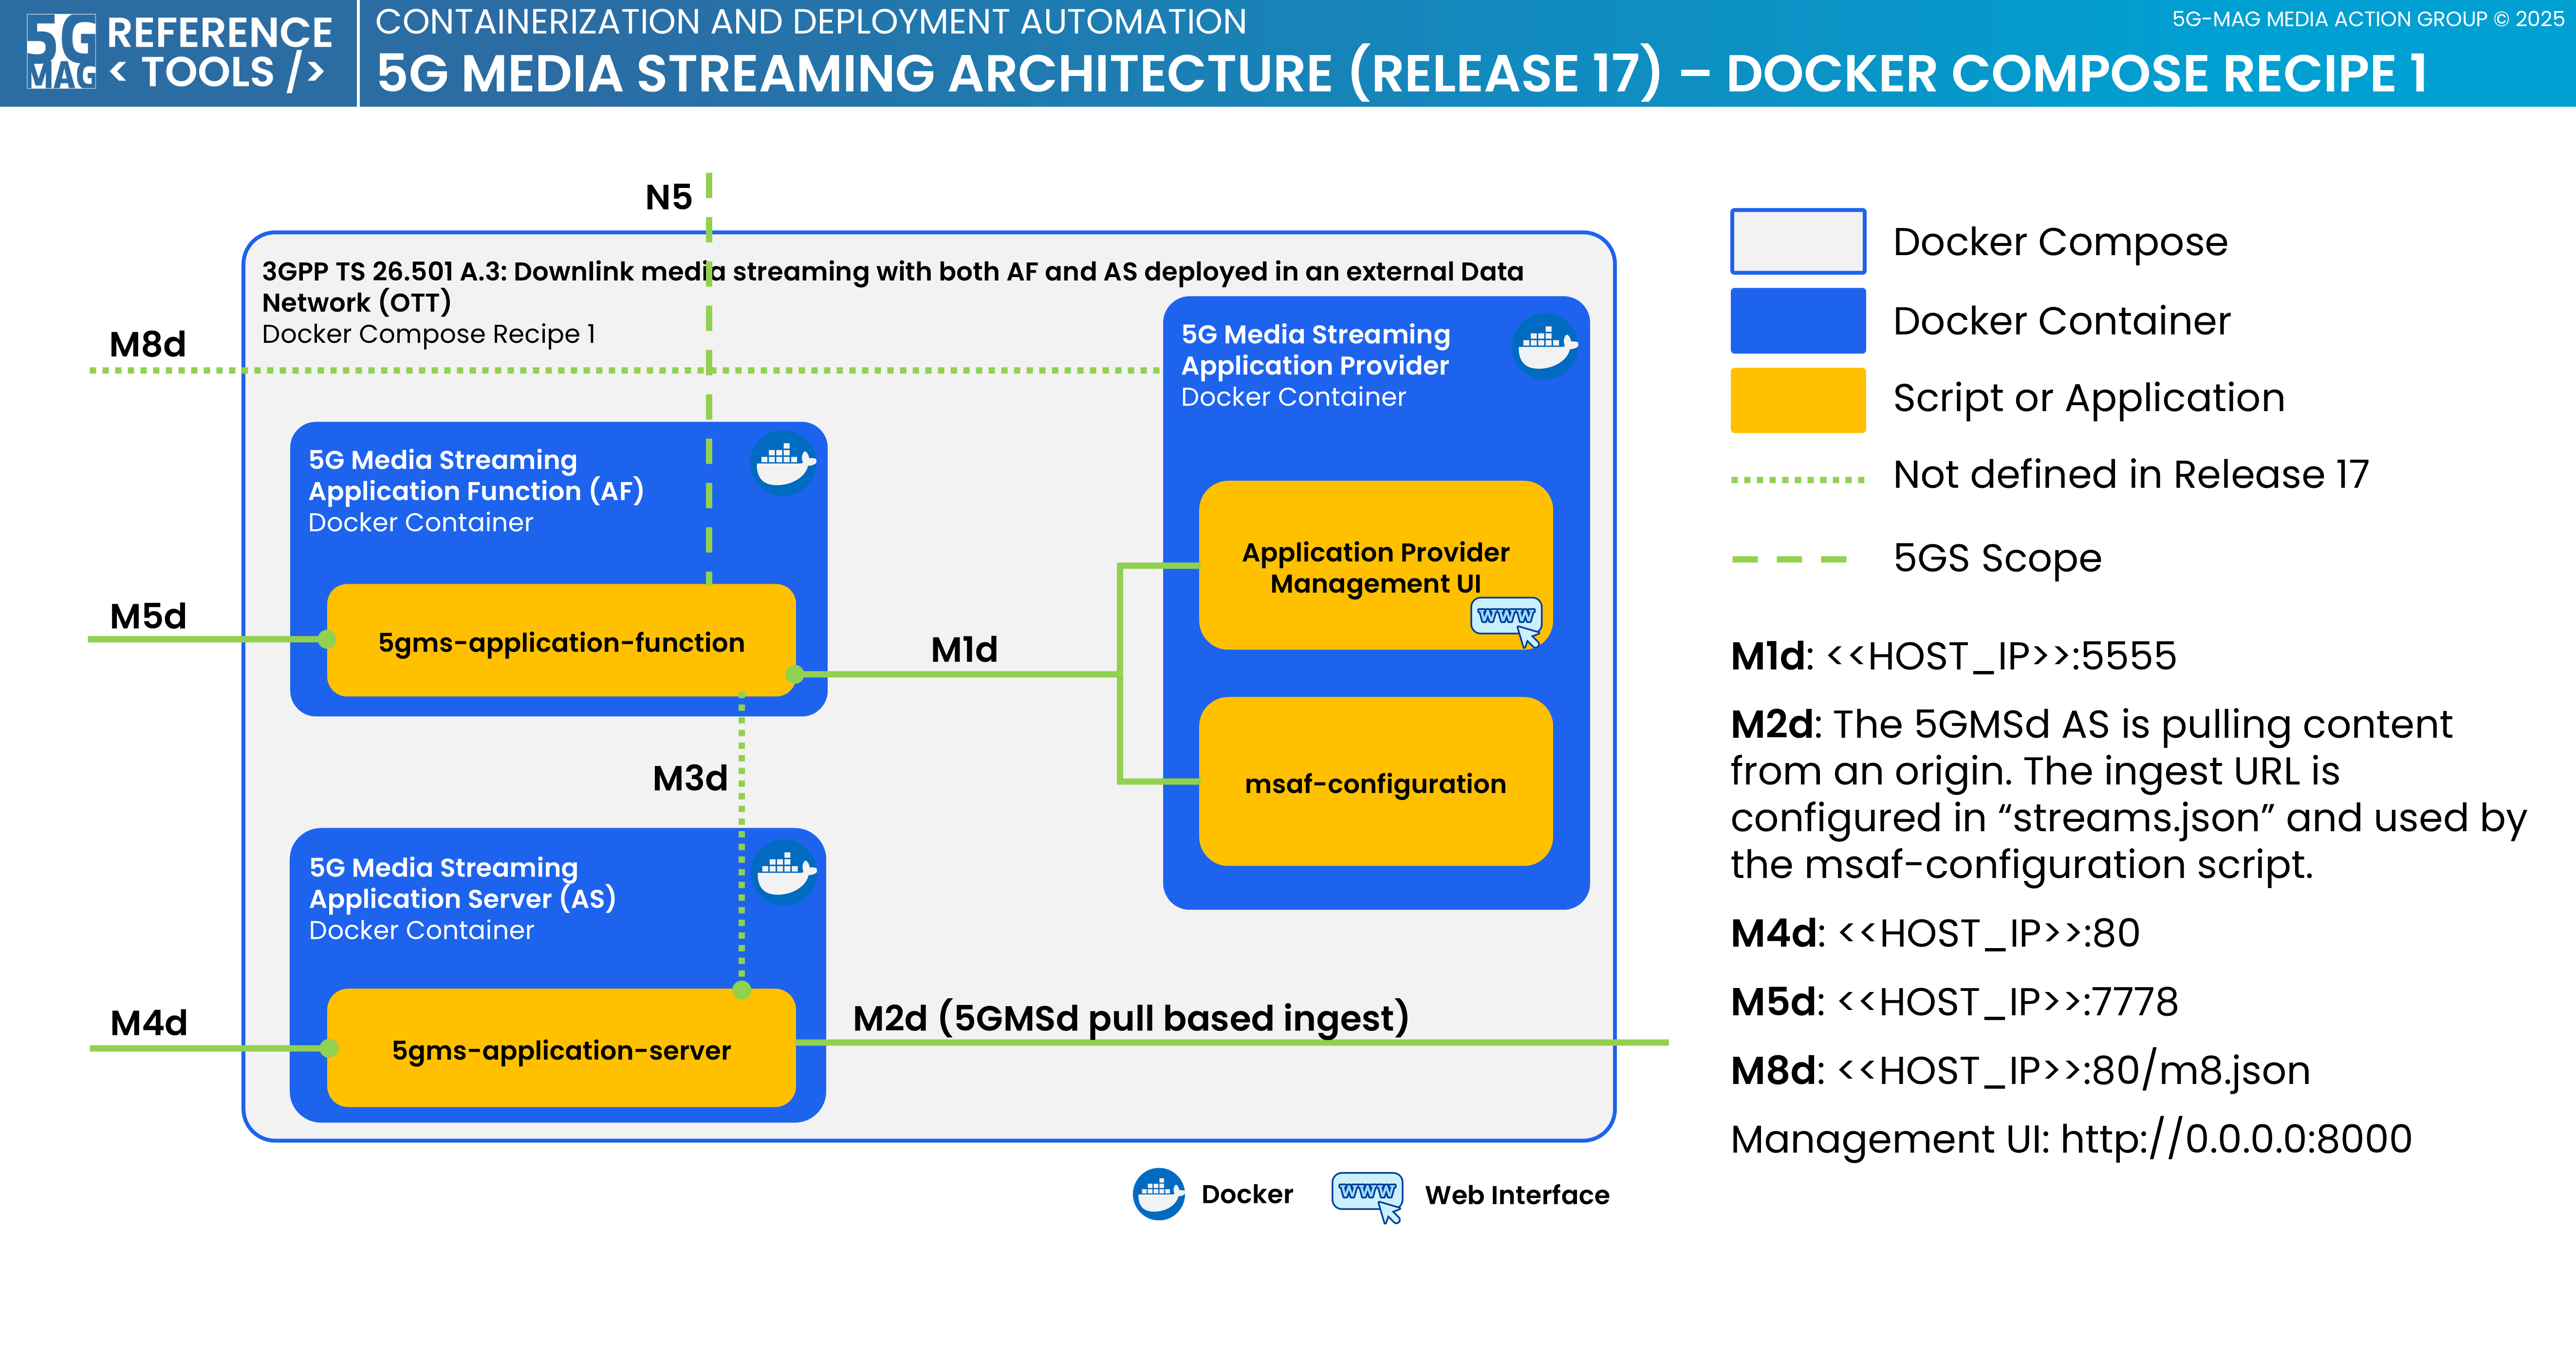 5G MAG
REFERENCE
< TOOLS />
CONTAINERIZATION AND DEPLOYMENT AUTOMATION
5G MEDIA STREAMING ARCHITECTURE (RELEASE 17) – DOCKER COMPOSE RECIPE 1
5G-MAG MEDIA ACTION GROUP © 2025
N5
3GPP TS 26.501 A.3: Downlink media streaming with both AF and AS deployed in an external Data
Network (OTT)
Docker Compose Recipe 1
M8d
5G Media Streaming
Application Provider
Docker Container
5G Media Streaming
Application Function (AF)
Docker Container
Application Provider
Management UI
WWW
M5d
5gms-application-function
M1d
msaf-configuration
M3d
5G Media Streaming
Application Server (AS)
Docker Container
M4d
5gms-application-server
M2d (5GMSd pull based ingest)
Docker
WWW
Web Interface
Docker Compose
Docker Container
Script or Application
Not defined in Release 17
5GS Scope
M1d: <<HOST_IP>>:5555
M2d: The 5GMSd AS is pulling content
from an origin. The ingest URL is
configured in “streams.json” and used by
the msaf-configuration script.
M4d: <<HOST_IP>>:80
M5d: <<HOST_IP>>:7778
M8d: <<HOST_IP>>:80/m8.json
Management UI: http://0.0.0.0:8000